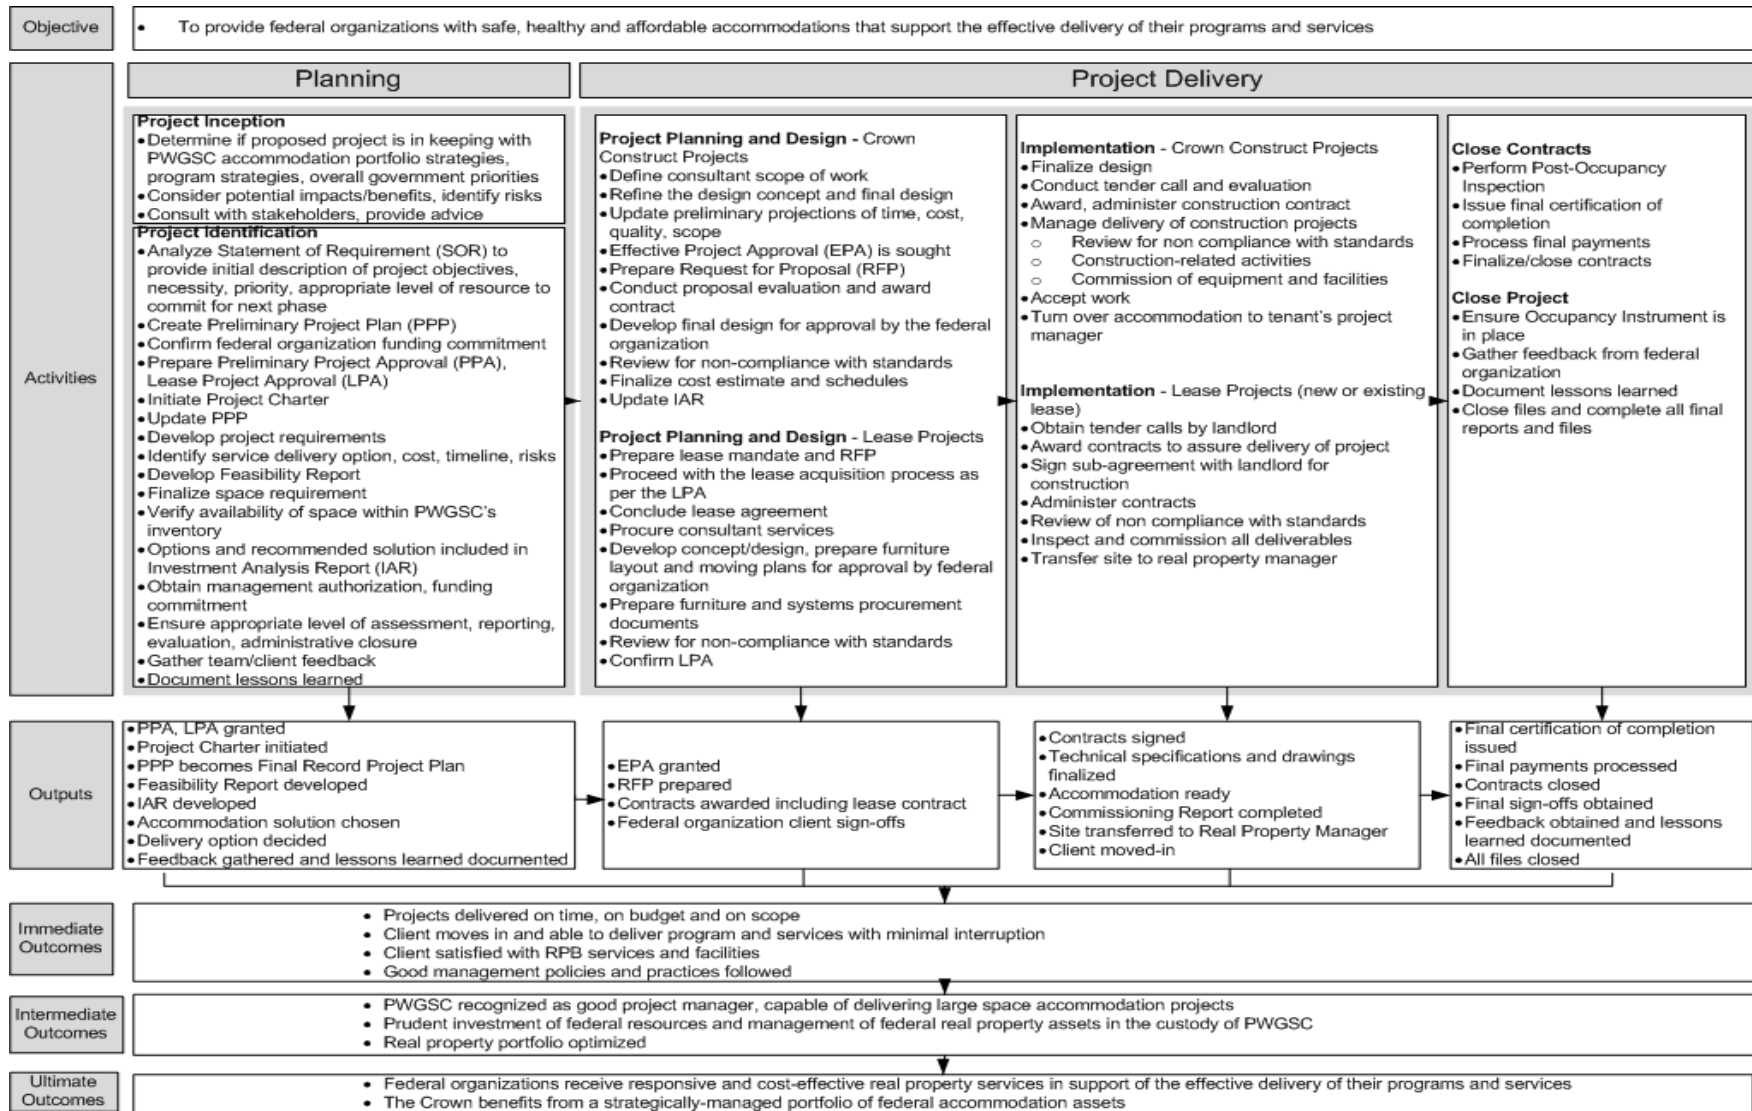 Objective
• To provide federal organizations with safe, healthy and affordable accommodations that support the effective delivery of their programs and services
Activities
Planning
Project Delivery
Project Inception
•Determine if proposed project is in keeping with
PWGSC accommodation portfolio strategies,
program strategies, overall government priorities
•Consider potential impacts/benefits, identify risks
•Consult with stakeholders, provide advice
Project Identification
•Analyze Statement of Requirement (SOR) to
provide initial description of project objectives,
necessity, priority, appropriate level of resource to
commit for next phase
•Create Preliminary Project Plan (PPP)
•Confirm federal organization funding commitment
•Prepare Preliminary Project Approval (PPA),
Lease Project Approval (LPA)
•Initiate Project Charter
•Update PPP
•Develop project requirements
•Identify service delivery option, cost, timeline, risks
•Develop Feasibility Report
•Finalize space requirement
•Verify availability of space within PWGSC's
inventory
•Options and recommended solution included in
Investment Analysis Report (IAR)
•Obtain management authorization, funding
commitment
•Ensure appropriate level of assessment, reporting,
evaluation, administrative closure
•Gather team/client feedback
•Document lessons learned
Project Planning and Design - Crown
Construct Projects
•Define consultant scope of work
•Refine the design concept and final design
•Update preliminary projections of time, cost,
quality, scope
•Effective Project Approval (EPA) is sought
•Prepare Request for Proposal (RFP)
•Conduct proposal evaluation and award
contract
•Develop final design for approval by the federal
organization
•Review for non-compliance with standards
•Finalize cost estimate and schedules
•Update IAR
Project Planning and Design - Lease Projects
•Prepare lease mandate and RFP
•Proceed with the lease acquisition process as
per the LPA
•Conclude lease agreement
•Procure consultant services
•Develop concept/design, prepare furniture
layout and moving plans for approval by federal
organization
•Prepare furniture and systems procurement
documents
•Review for non-compliance with standards
•Confirm LPA
Implementation - Crown Construct Projects
•Finalize design
•Conduct tender call and evaluation
•Award, administer construction contract
•Manage delivery of construction projects
o Review for non compliance with standards
o Construction-related activities
o Commission of equipment and facilities
•Accept work
•Turn over accommodation to tenant's project
manager
Implementation - Lease Projects (new or existing
lease)
•Obtain tender calls by landlord
•Award contracts to assure delivery of project
•Sign sub-agreement with landlord for
construction
•Administer contracts
•Review of non compliance with standards
•Inspect and commission all deliverables
•Transfer site to real property manager
Close Contracts
•Perform Post-Occupancy
Inspection
•Issue final certification of
completion
•Process final payments
•Finalize/close contracts
Close Project
•Ensure Occupancy Instrument is
in place
•Gather feedback from federal
organization
•Document lessons learned
•Close files and complete all final
reports and files
Outputs
•PPA, LPA granted
•Project Charter initiated
•PPP becomes Final Record Project Plan
•Feasibility Report developed
•IAR developed
•Accommodation solution chosen
•Delivery option decided
•Feedback gathered and lessons learned documented
•EPA granted
•RFP prepared
•Contracts awarded including lease contract
•Federal organization client sign-offs
•Contracts signed
•Technical specifications and drawings
finalized
•Accommodation ready
•Commissioning Report completed
•Site transferred to Real Property Manager
•Client moved-in
•Final certification of completion
issued
•Final payments processed
•Contracts closed
•Final sign-offs obtained
•Feedback obtained and lessons
learned documented
•All files closed
Immediate
Outcomes
• Projects delivered on time, on budget and on scope
• Client moves in and able to deliver program and services with minimal interruption
• Client satisfied with RPB services and facilities
• Good management policies and practices followed
Intermediate
Outcomes
• PWGSC recognized as good project manager, capable of delivering large space accommodation projects
• Prudent investment of federal resources and management of federal real property assets in the custody of PWGSC
• Real property portfolio optimized
Ultimate
Outcomes
• Federal organizations receive responsive and cost-effective real property services in support of the effective delivery of their programs and services
• The Crown benefits from a strategically-managed portfolio of federal accommodation assets